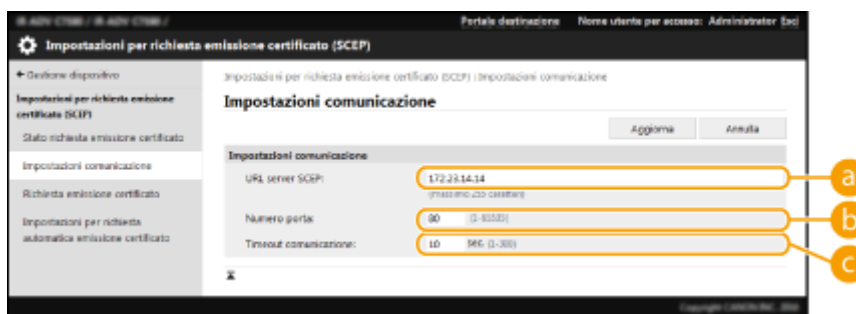 Portale destinazione Nome utente per accesso: Administrator Esci
Impostazioni per richiesta emissione certificato (SCEP)
Gestione dispositivo
Impostazioni per richiesta emissione certificato (SCEP) : Impostazioni comunicazione
Impostazioni per richiesta emissione
certificato (SCEP)
Stato richiesta emissione certificato
Impostazioni comunicazione
Richiesta emissione certificato
Impostazioni per richiesta
automatica emissione certificato
Impostazioni comunicazione
Aggiorna Annulla
Impostazioni comunicazione
URL server SCEP: 172.23.14.14
(massimo 255 caratteri)
a
Numero porta: 80 (1-65535)
b
Timeout comunicazione: 10 sec. (1-300)
c
Copyright CANON INC.